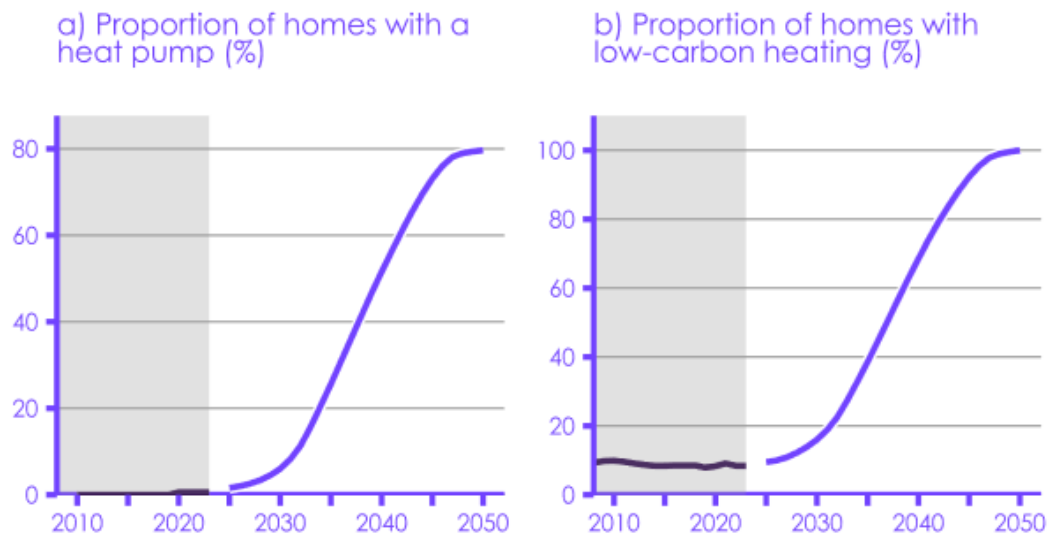 a) Proportion of homes with a
heat pump (%)
80
60
40
20
0
2010 2020 2030 2040 2050
b) Proportion of homes with
low-carbon heating (%)
100
80
60
40
20
0
2010 2020 2030 2040 2050